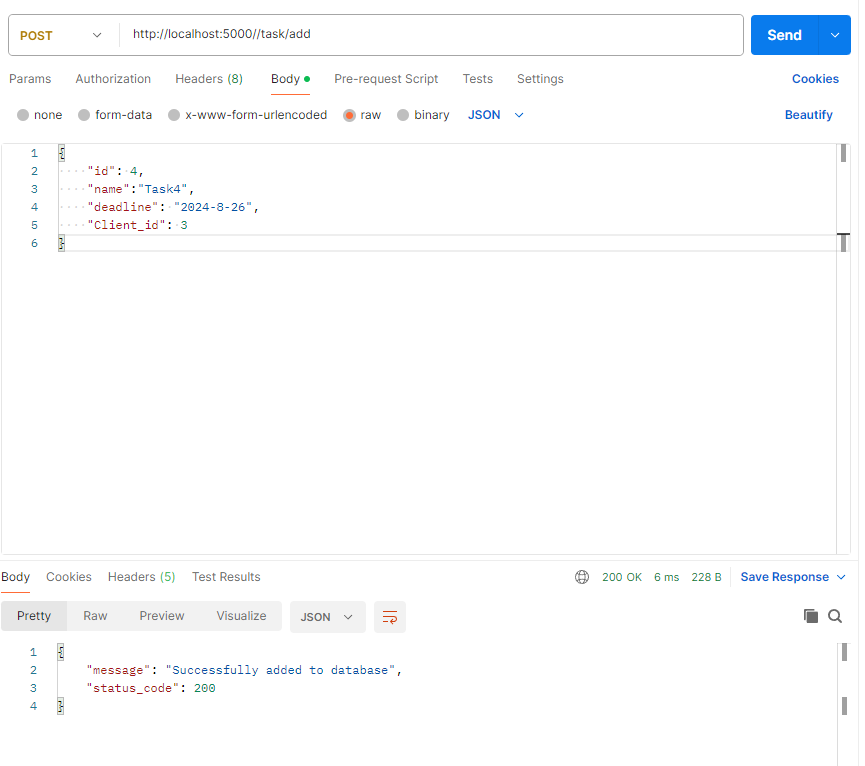 POST http://localhost:5000//task/add Send
Params Authorization Headers (8) Body Pre-request Script Tests Settings Cookies
none form-data x-www-form-urlencoded raw binary JSON Beautify
1 {
2 ····"id":·4,
3 ····"name":"Task4",
4 ····"deadline":·"2024-8-26",
5 ····"Client_id":·3
6 }
Body Cookies Headers (5) Test Results 200 OK 6 ms 228 B Save Response
Pretty Raw Preview Visualize JSON
1 {
2 "message": "Successfully added to database",
3 "status_code": 200
4 }